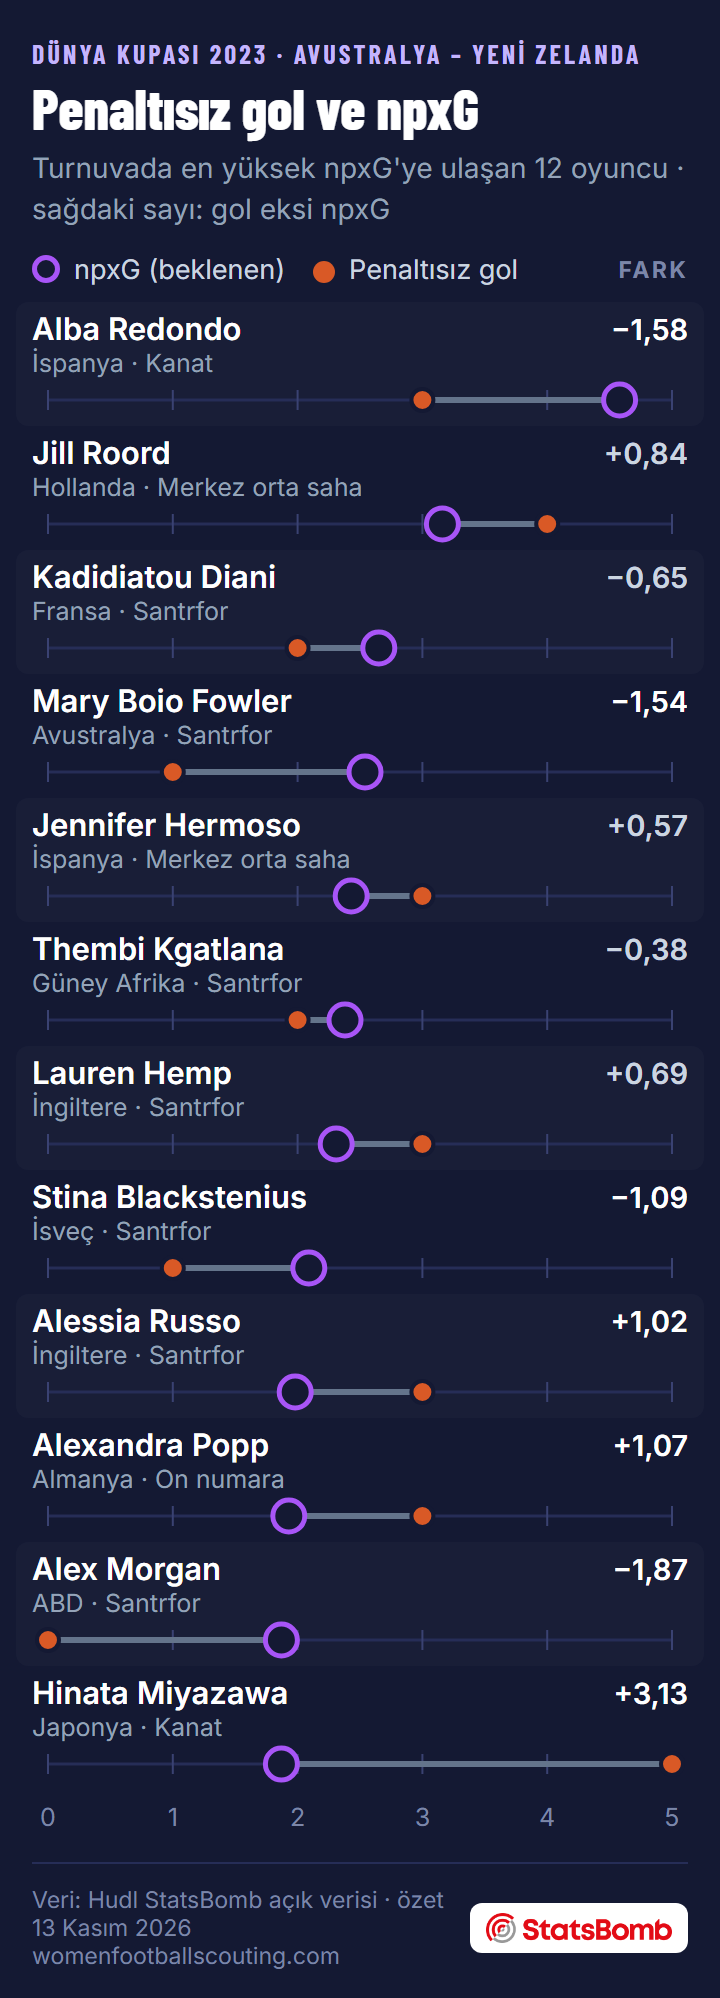 DÜNYA KUPASI 2023 · AVUSTRALYA – YENİ ZELANDA
Penaltısız gol ve npxG
Turnuvada en yüksek npxG'ye ulaşan 12 oyuncu ·
sağdaki sayı: gol eksi npxG
npxG (beklenen) Penaltısız gol FARK
Alba Redondo −1,58
İspanya · Kanat
Jill Roord +0,84
Hollanda · Merkez orta saha
Kadidiatou Diani −0,65
Fransa · Santrfor
Mary Boio Fowler −1,54
Avustralya · Santrfor
Jennifer Hermoso +0,57
İspanya · Merkez orta saha
Thembi Kgatlana −0,38
Güney Afrika · Santrfor
Lauren Hemp +0,69
İngiltere · Santrfor
Stina Blackstenius −1,09
İsveç · Santrfor
Alessia Russo +1,02
İngiltere · Santrfor
Alexandra Popp +1,07
Almanya · On numara
Alex Morgan −1,87
ABD · Santrfor
Hinata Miyazawa +3,13
Japonya · Kanat
0 1 2 3 4 5
Veri: Hudl StatsBomb açık verisi · özet
13 Kasım 2026
womenfootballscouting.com
StatsBomb